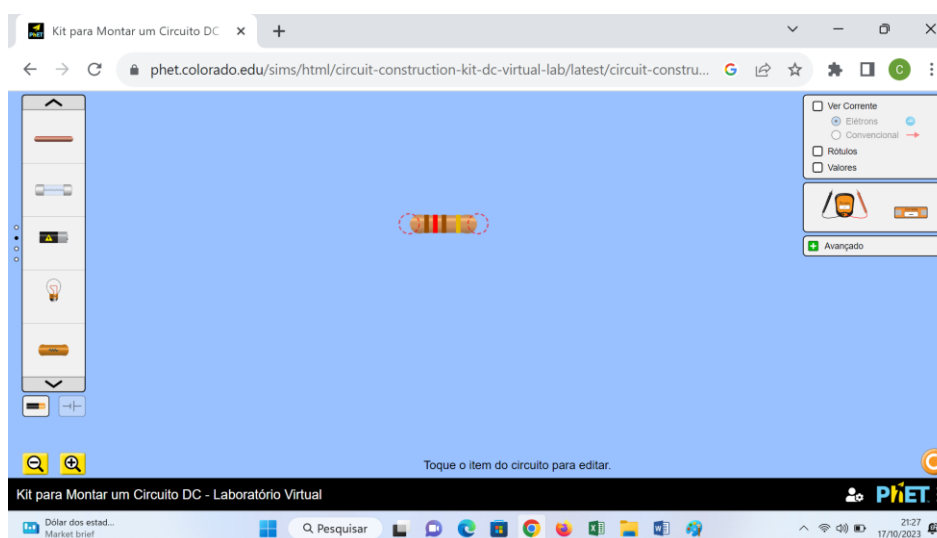 Kit para Montar um Circuito DC
phet.colorado.edu/sims/html/circuit-construction-kit-dc-virtual-lab/latest/circuit-constru...
Ver Corrente
Elétrons
Convencional
Rótulos
Valores
Avançado
Toque o item do circuito para editar.
Kit para Montar um Circuito DC - Laboratório Virtual
PhET
Dólar dos estad...
Market brief
Pesquisar
21:27
17/10/2023